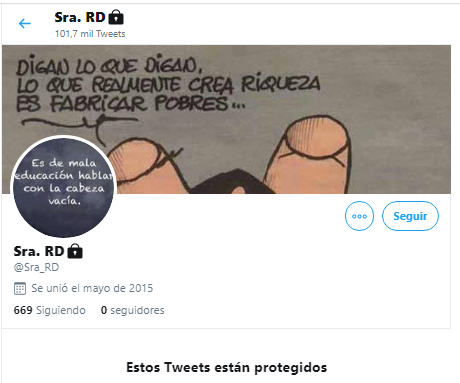 Sra. RD
101,7 mil Tweets
DIGAN LO QUE DIGAN,
LO QUE REALMENTE CREA RIQUEZA
ES FABRICAR POBRES...
Es de mala
educación hablar
con la cabeza
vacía.
Seguir
Sra. RD
@Sra_RD
Se unió el mayo de 2015
669 Siguiendo 0 seguidores
Estos Tweets están protegidos